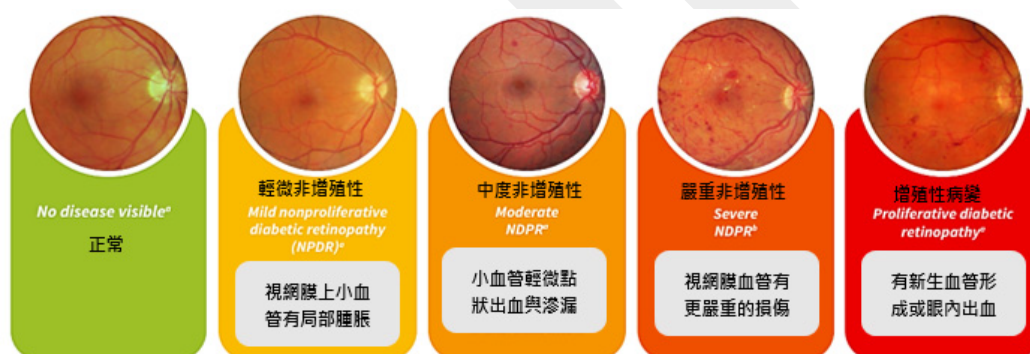 No disease visibleᵃ
正常
輕微非增殖性
Mild nonproliferative
diabetic retinopathy
(NPDR)ᵃ
視網膜上小血
管有局部腫脹
中度非增殖性
Moderate
NDPRᵃ
小血管輕微點
狀出血與滲漏
嚴重非增殖性
Severe
NDPRᵇ
視網膜血管有
更嚴重的損傷
增殖性病變
Proliferative diabetic
retinopathyᵃ
有新生血管形
成或眼內出血